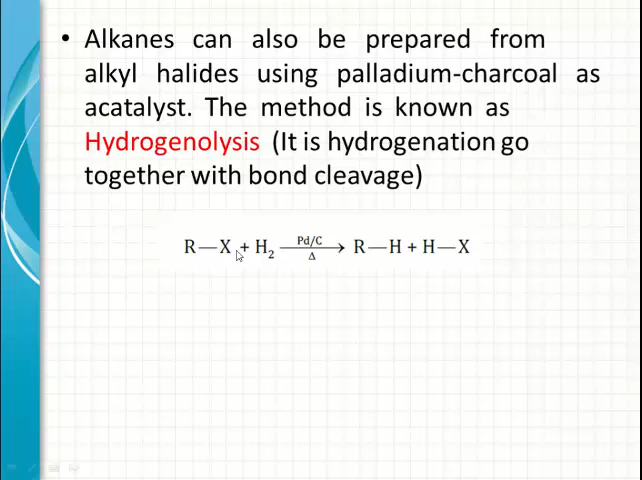 • Alkanes can also be prepared from
alkyl halides using palladium-charcoal as
acatalyst. The method is known as
Hydrogenolysis (It is hydrogenation go
together with bond cleavage)
R—X + H₂ —Pd/C/Δ→ R—H + H—X